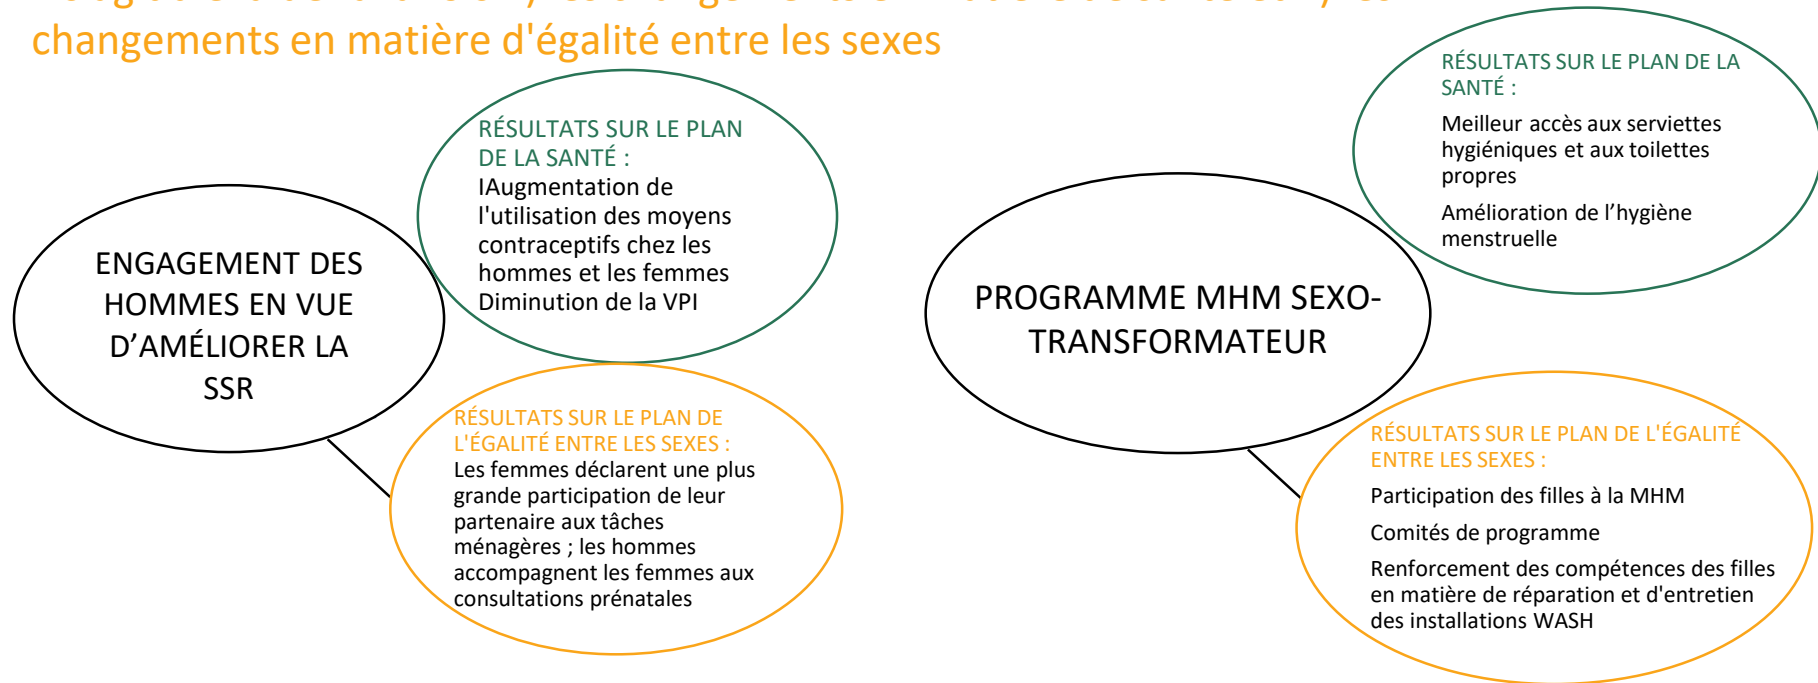 changements en matière d'égalité entre les sexes
ENGAGEMENT DES
HOMMES EN VUE
D’AMÉLIORER LA
SSR
RÉSULTATS SUR LE PLAN
DE LA SANTÉ :
IAugmentation de
l'utilisation des moyens
contraceptifs chez les
hommes et les femmes
Diminution de la VPI
RÉSULTATS SUR LE PLAN DE
L'ÉGALITÉ ENTRE LES SEXES :
Les femmes déclarent une plus
grande participation de leur
partenaire aux tâches
ménagères ; les hommes
accompagnent les femmes aux
consultations prénatales
PROGRAMME MHM SEXO-
TRANSFORMATEUR
RÉSULTATS SUR LE PLAN DE LA
SANTÉ :
Meilleur accès aux serviettes
hygiéniques et aux toilettes
propres
Amélioration de l’hygiène
menstruelle
RÉSULTATS SUR LE PLAN DE L'ÉGALITÉ
ENTRE LES SEXES :
Participation des filles à la MHM
Comités de programme
Renforcement des compétences des filles
en matière de réparation et d'entretien
des installations WASH